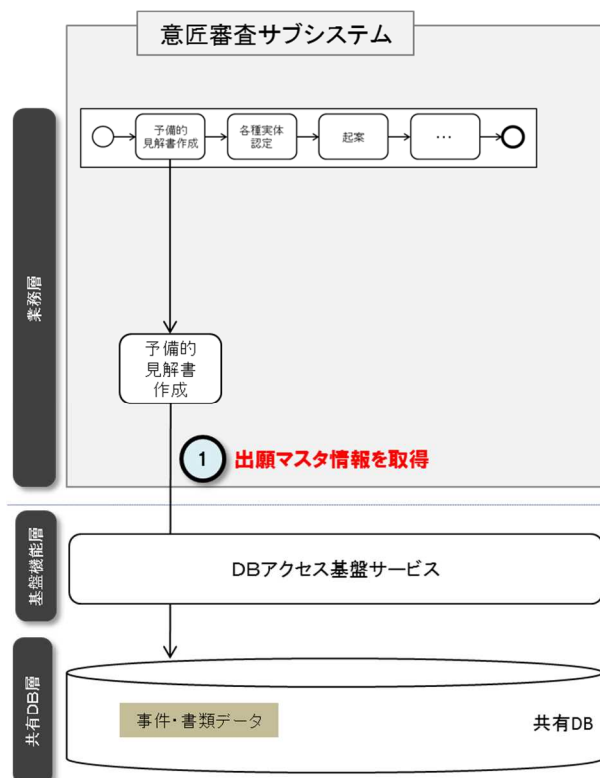 意匠審査サブシステム
予備的
見解書作成
各種実体
認定
起案
…
業務層
予備的
見解書
作成
1 出願マスタ情報を取得
基盤機能層
DBアクセス基盤サービス
共有DB層
事件・書類データ
共有DB